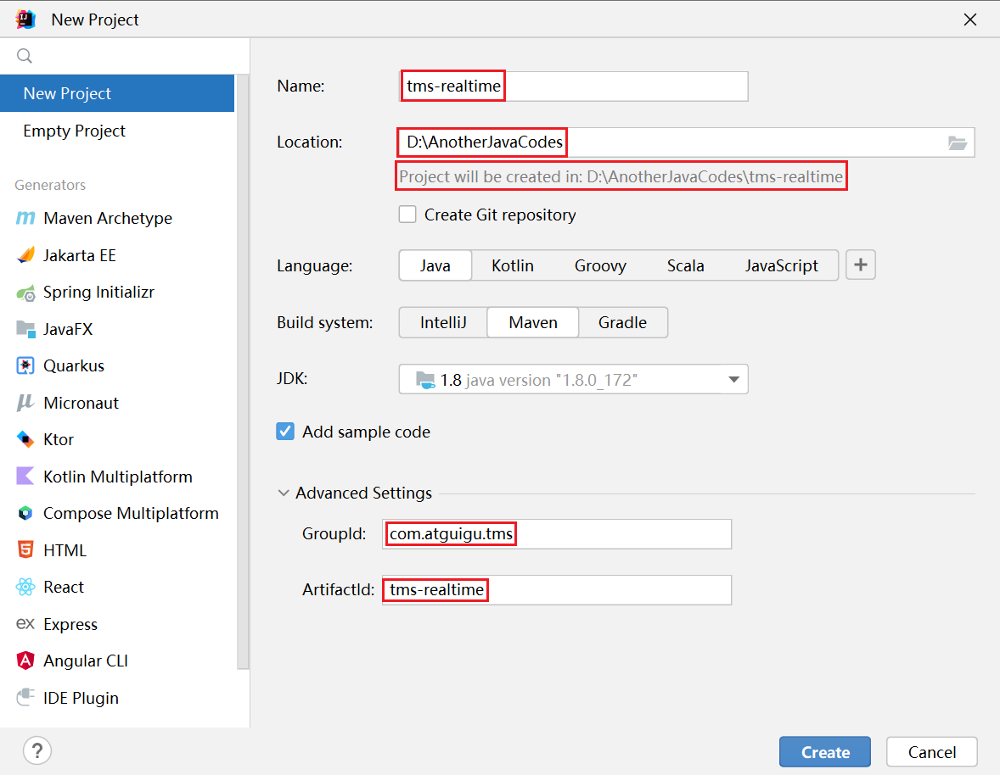 New Project
New Project
Empty Project
Generators
Maven Archetype
Jakarta EE
Spring Initializr
JavaFX
Quarkus
Micronaut
Ktor
Kotlin Multiplatform
Compose Multiplatform
HTML
React
ex Express
Angular CLI
IDE Plugin
Name: tms-realtime
Location: D:\AnotherJavaCodes
Project will be created in: D:\AnotherJavaCodes\tms-realtime
Create Git repository
Language: Java Kotlin Groovy Scala JavaScript +
Build system: IntelliJ Maven Gradle
JDK: 1.8 java version "1.8.0_172"
Add sample code
Advanced Settings
GroupId: com.atguigu.tms
ArtifactId: tms-realtime
?
Create Cancel